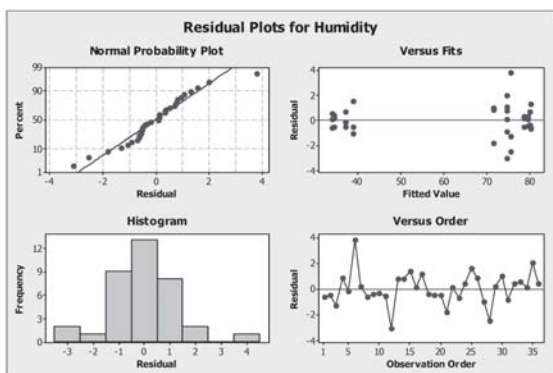 Residual Plots for Humidity
Normal Probability Plot
99
90
50
10
1
Percent
-4 -2 0 2 4
Residual
Versus Fits
4
2
0
-2
-4
Residual
40 50 60 70 80
Fitted Value
Histogram
12
9
6
3
0
Frequency
-3 -2 -1 0 1 2 3 4
Residual
Versus Order
4
2
0
-2
-4
Residual
1 5 10 15 20 25 30 35
Observation Order